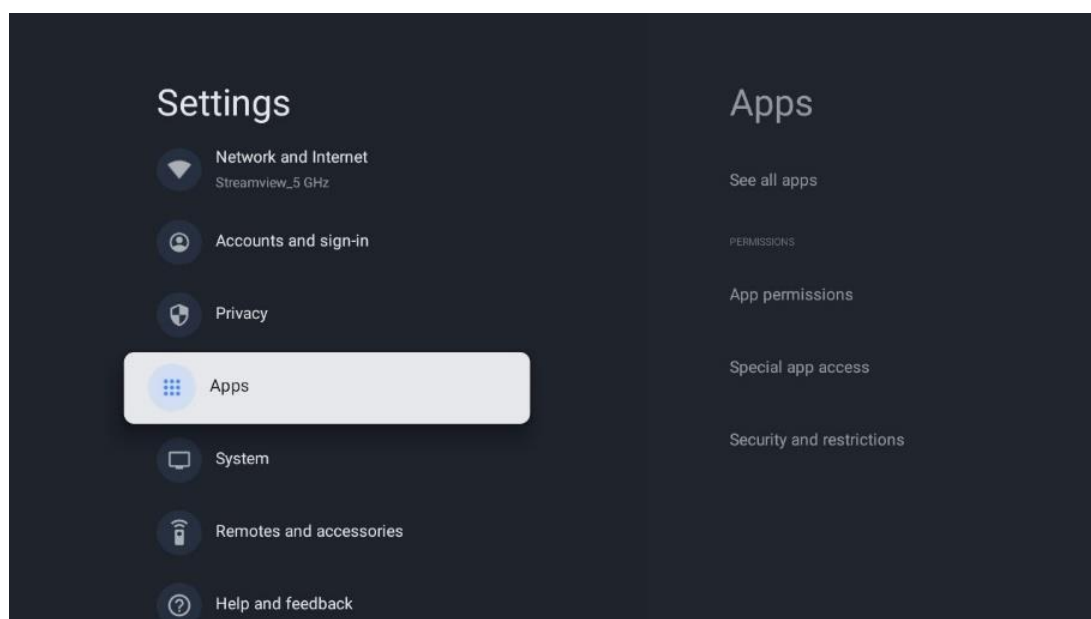 Settings
Network and Internet
Streamview_5 GHz
Accounts and sign-in
Privacy
Apps
System
Remotes and accessories
Help and feedback
Apps
See all apps
PERMISSIONS
App permissions
Special app access
Security and restrictions